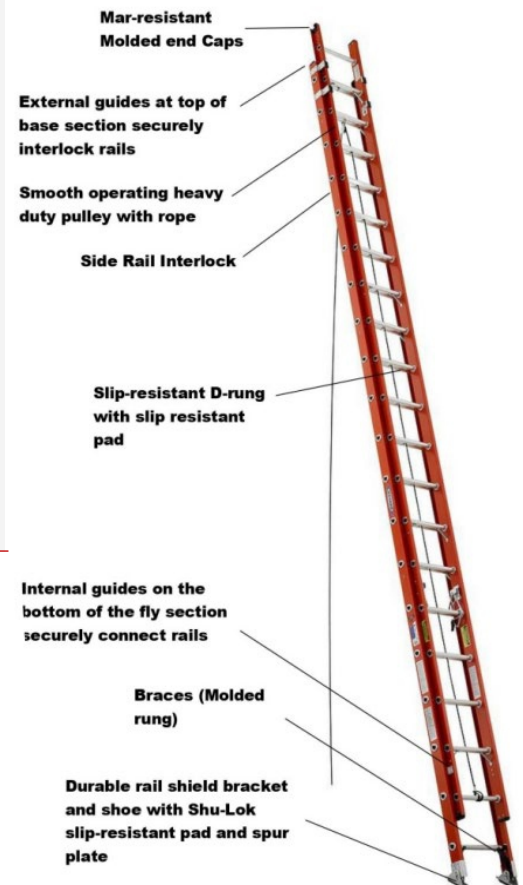 Mar-resistant
Molded end Caps
External guides at top of
base section securely
interlock rails
Smooth operating heavy
duty pulley with rope
Side Rail Interlock
Slip-resistant D-rung
with slip resistant
pad
Internal guides on the
bottom of the fly section
securely connect rails
Braces (Molded
rung)
Durable rail shield bracket
and shoe with Shu-Lok
slip-resistant pad and spur
plate